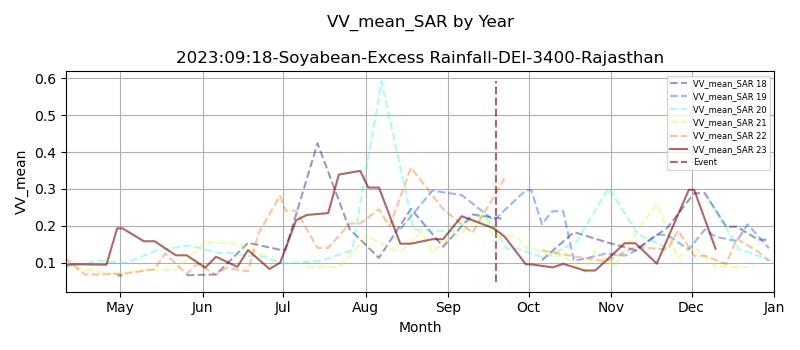 VV_mean_SAR by Year
2023:09:18-Soyabean-Excess Rainfall-DEI-3400-Rajasthan
0.6
0.5
0.4
0.3
0.2
0.1
VV_mean
VV_mean_SAR 18
VV_mean_SAR 19
VV_mean_SAR 20
VV_mean_SAR 21
VV_mean_SAR 22
VV_mean_SAR 23
Event
May Jun Jul Aug Sep Oct Nov Dec Jan
Month